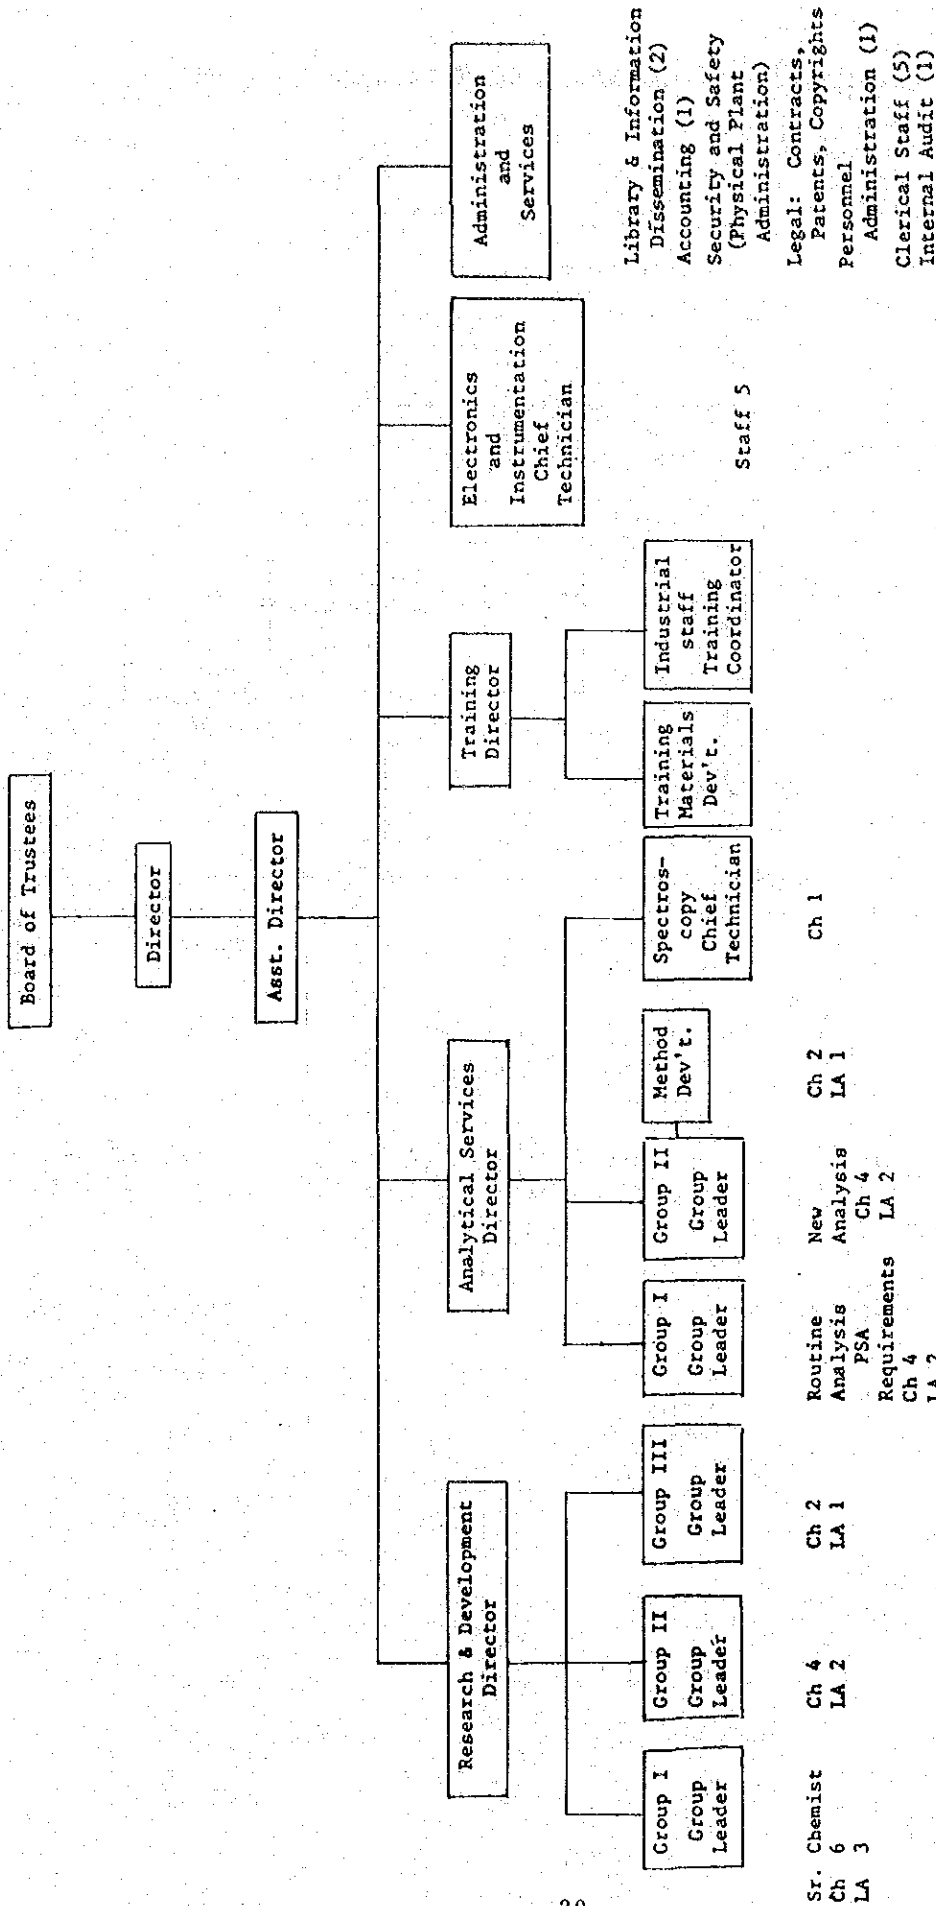 Board of Trustees
Director
Asst. Director
Research & Development
Director
Analytical Services
Director
Training
Director
Electronics
and
Instrumentation
Chief
Technician
Administration
and
Services
Group I
Group
Leader
Group II
Group
Leader
Group III
Group
Leader
Group I
Group
Leader
Group II
Group
Leader
Method
Dev't.
Spectros-
copy
Chief
Technician
Training
Materials
Dev't.
Industrial
staff
Training
Coordinator
Sr. Chemist
Ch 6
LA 3
Ch 4
LA 2
Ch 2
LA 1
Routine
Analysis
PSA
Requirements
Ch 4
LA 2
New
Analysis
Ch 4
LA 2
Ch 2
LA 1
Ch 1
Staff 5
Library & Information
Dissemination (2)
Accounting (1)
Security and Safety
(Physical Plant
Administration)
Legal: Contracts,
Patents, Copyrights
Personnel
Administration (1)
Clerical Staff (5)
Internal Audit (1)